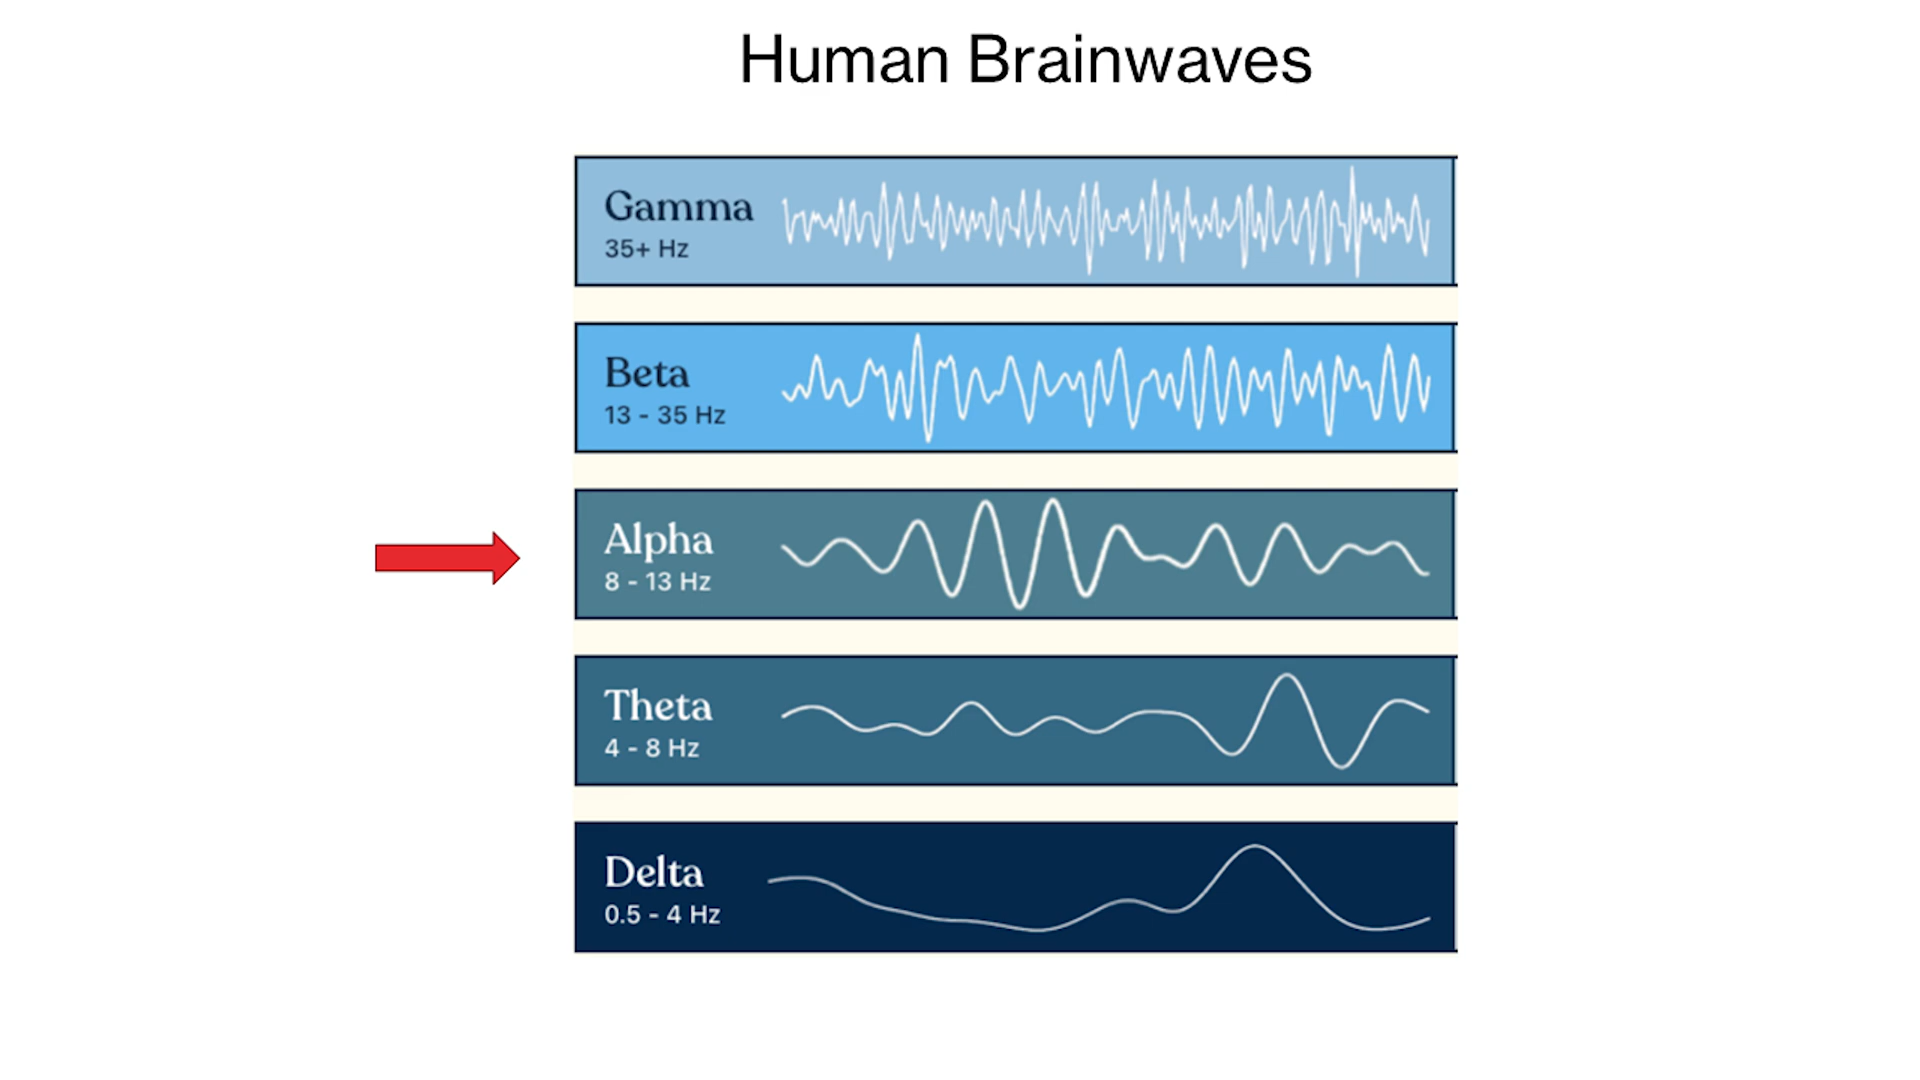 Human Brainwaves
Gamma
35+ Hz
Beta
13 - 35 Hz
Alpha
8 - 13 Hz
Theta
4 - 8 Hz
Delta
0.5 - 4 Hz